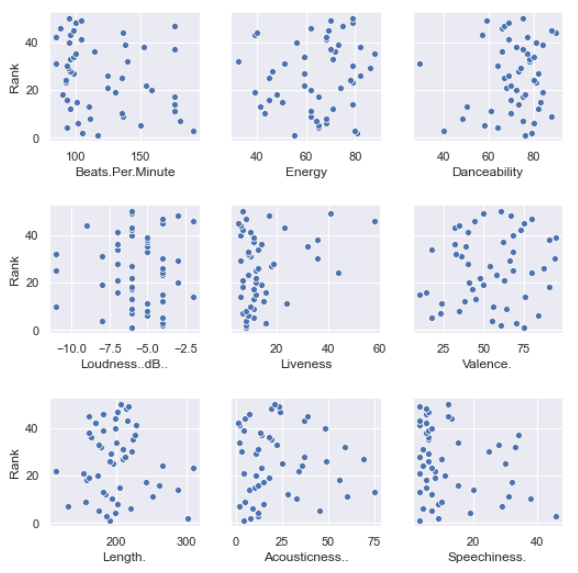 40
20
0
Rank
100
150
Beats.Per.Minute
40
60
80
Energy
40
60
80
Danceability
40
20
0
Rank
-10.0
-7.5
-5.0
-2.5
Loudness..dB..
20
40
60
Liveness
25
50
75
Valence.
40
20
0
Rank
200
300
Length.
0
25
50
75
Acousticness..
20
40
Speechiness.